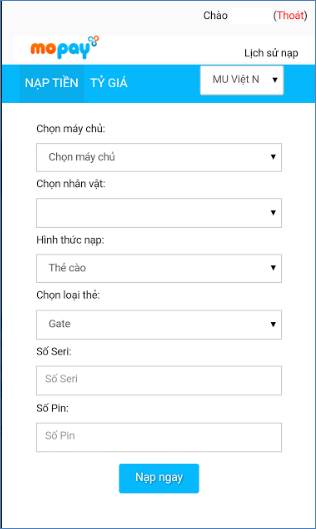 Chào (Thoát)
mopay
Lịch sử nạp
NẠP TIỀN TỶ GIÁ MU Việt N
Chọn máy chủ:
Chọn máy chủ
Chọn nhân vật:
Hình thức nạp:
Thẻ cào
Chọn loại thẻ:
Gate
Số Seri:
Số Seri
Số Pin:
Số Pin
Nạp ngay